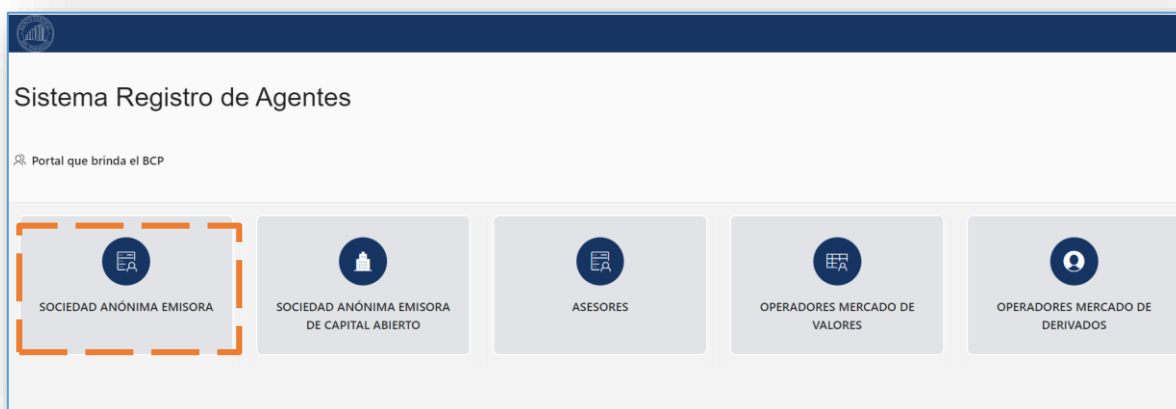 Sistema Registro de Agentes
Portal que brinda el BCP
SOCIEDAD ANÓNIMA EMISORA
SOCIEDAD ANÓNIMA EMISORA
DE CAPITAL ABIERTO
ASESORES
OPERADORES MERCADO DE
VALORES
OPERADORES MERCADO DE
DERIVADOS